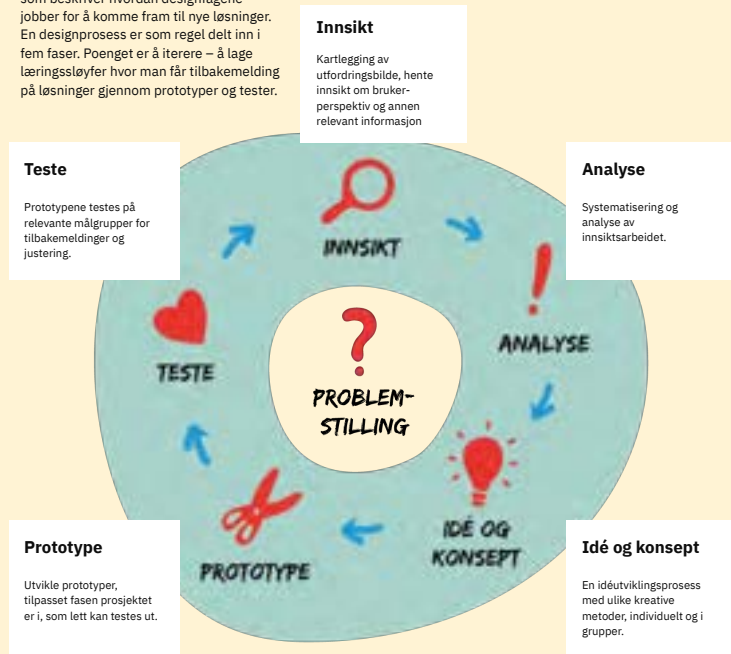 som beskriver hvordan designfagene
jobber for å komme fram til nye løsninger.
En designprosess er som regel delt inn i
fem faser. Poenget er å iterere – å lage
læringssløyfer hvor man får tilbakemelding
på løsninger gjennom prototyper og tester.
Innsikt
Kartlegging av
utfordringsbilde, hente
innsikt om bruker-
perspektiv og annen
relevant informasjon
Teste
Prototypene testes på
relevante målgrupper for
tilbakemeldinger og
justering.
Analyse
Systematisering og
analyse av
innsiktsarbeidet.
INNSIKT
ANALYSE
TESTE
PROBLEM-
STILLING
IDÉ OG
KONSEPT
PROTOTYPE
Prototype
Utvikle prototyper,
tilpasset fasen prosjektet
er i, som lett kan testes ut.
Idé og konsept
En idéutviklingsprosess
med ulike kreative
metoder, individuelt og i
grupper.